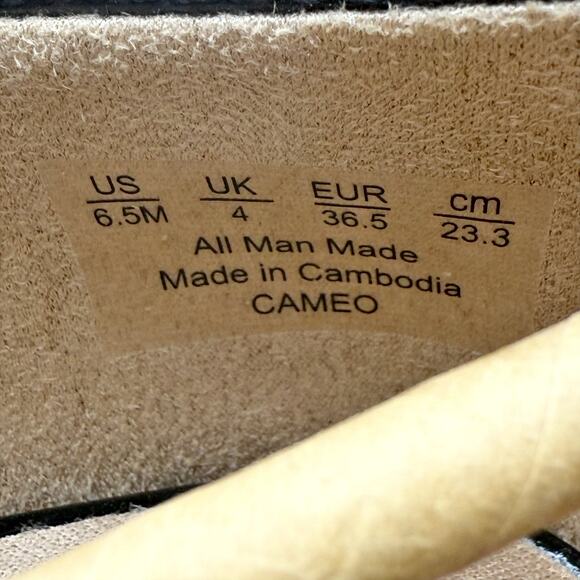 US UK EUR cm
6.5M 4 36.5 23.3
All Man Made
Made in Cambodia
CAMEO